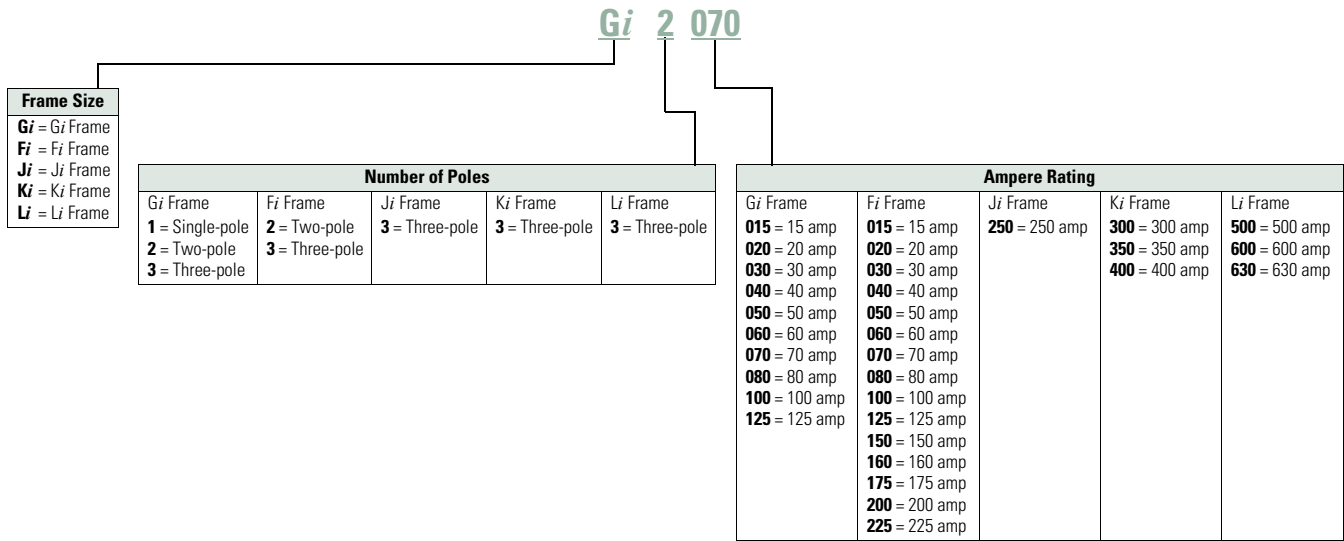 Gi 2 070
Frame Size
Gi = Gi Frame
Fi = Fi Frame
Ji = Ji Frame
Ki = Ki Frame
Li = Li Frame
Number of Poles
Gi Frame
1 = Single-pole
2 = Two-pole
3 = Three-pole
Fi Frame
2 = Two-pole
3 = Three-pole
Ji Frame
3 = Three-pole
Ki Frame
3 = Three-pole
Li Frame
3 = Three-pole
Ampere Rating
Gi Frame
015 = 15 amp
020 = 20 amp
030 = 30 amp
040 = 40 amp
050 = 50 amp
060 = 60 amp
070 = 70 amp
080 = 80 amp
100 = 100 amp
125 = 125 amp
Fi Frame
015 = 15 amp
020 = 20 amp
030 = 30 amp
040 = 40 amp
050 = 50 amp
060 = 60 amp
070 = 70 amp
080 = 80 amp
100 = 100 amp
125 = 125 amp
150 = 150 amp
160 = 160 amp
175 = 175 amp
200 = 200 amp
225 = 225 amp
Ji Frame
250 = 250 amp
Ki Frame
300 = 300 amp
350 = 350 amp
400 = 400 amp
Li Frame
500 = 500 amp
600 = 600 amp
630 = 630 amp